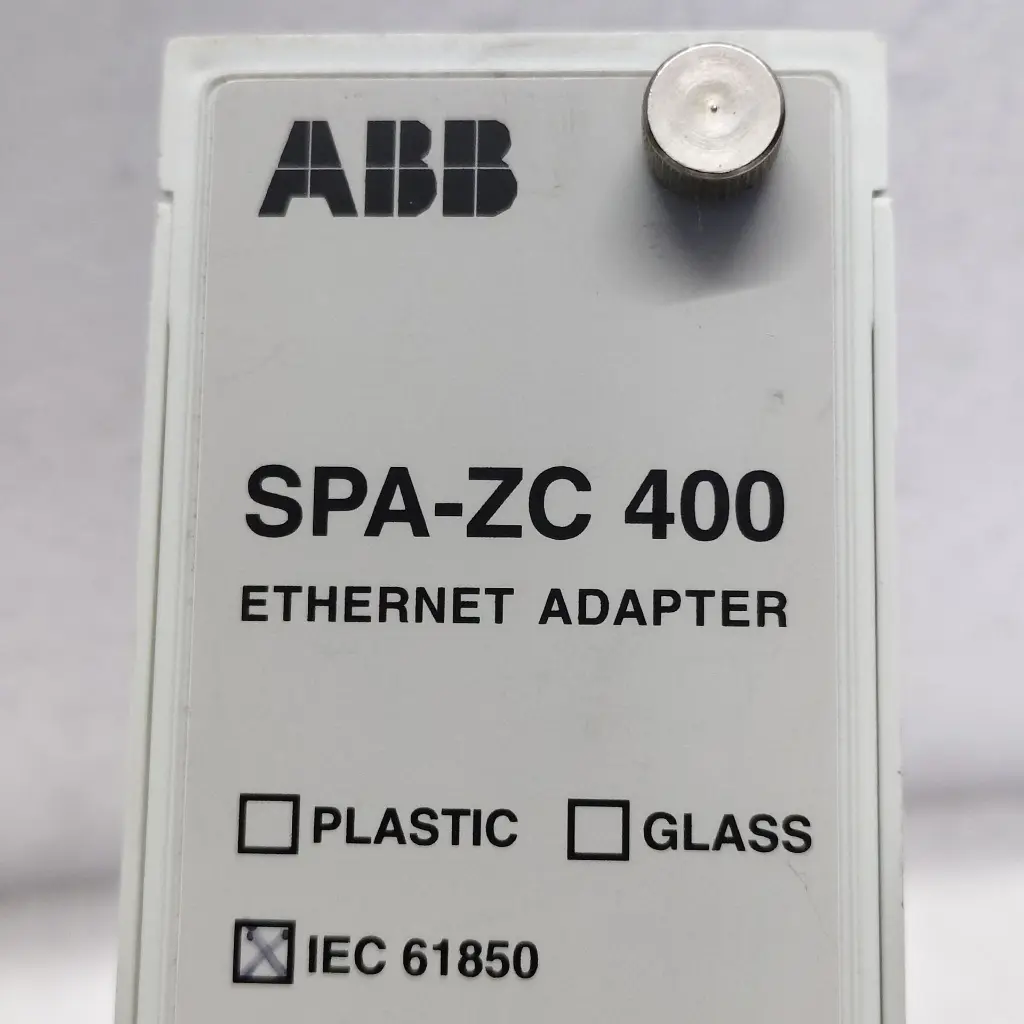 ABB
SPA-ZC 400
ETHERNET ADAPTER
PLASTIC GLASS
IEC 61850